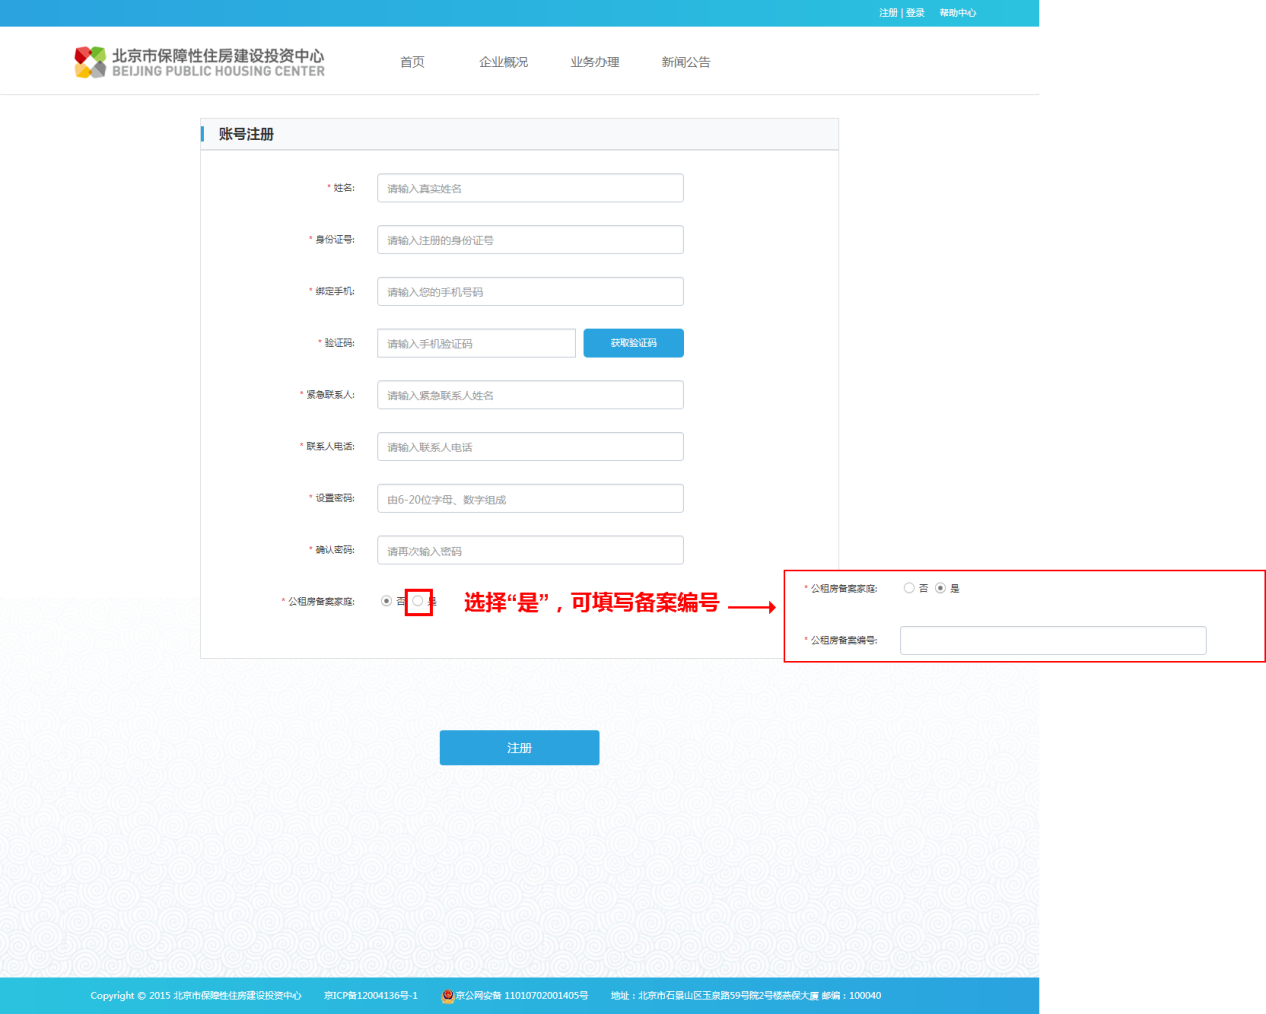 注册 | 登录 帮助中心
北京市保障性住房建设投资中心
BEIJING PUBLIC HOUSING CENTER
首页 企业概况 业务办理 新闻公告
账号注册
* 姓名: 请输入真实姓名
* 身份证号: 请输入注册的身份证号
* 绑定手机: 请输入您的手机号码
* 验证码: 请输入手机验证码 获取验证码
* 紧急联系人: 请输入紧急联系人姓名
* 联系人电话: 请输入联系人电话
* 设置密码: 由6-20位字母、数字组成
* 确认密码: 请再次输入密码
* 公租房备案家庭: 否 是 选择“是”，可填写备案编号
* 公租房备案家庭: 否 是
* 公租房备案编号:
注册
Copyright © 2015 北京市保障性住房建设投资中心 京ICP备12004136号-1 京公网安备 11010702001405号 地址：北京市石景山区玉泉路59号院2号楼燕保大厦 邮编：100040